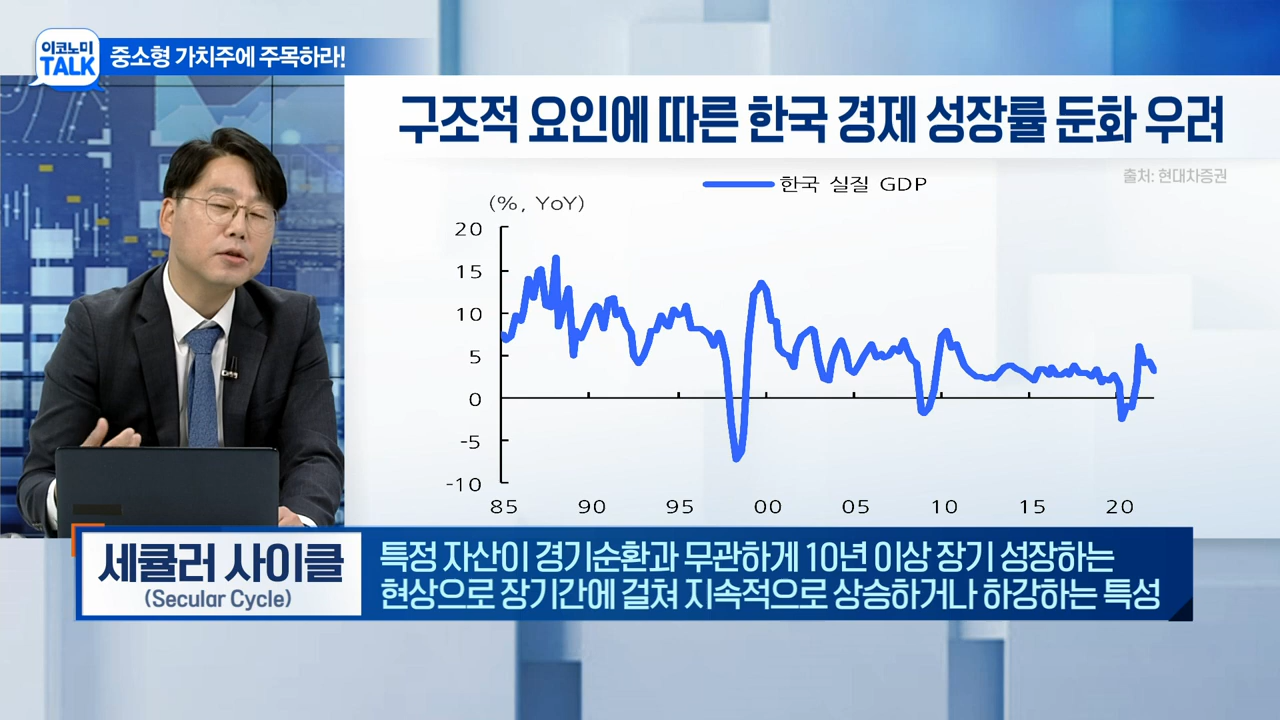 이코노미
TALK
중소형 가치주에 주목하라!
구조적 요인에 따른 한국 경제 성장률 둔화 우려
출처: 현대차증권
한국 실질 GDP
(%, YoY)
20
15
10
5
0
-5
-10
85 90 95 00 05 10 15 20
세큘러 사이클
(Secular Cycle)
특정 자산이 경기순환과 무관하게 10년 이상 장기 성장하는
현상으로 장기간에 걸쳐 지속적으로 상승하거나 하강하는 특성